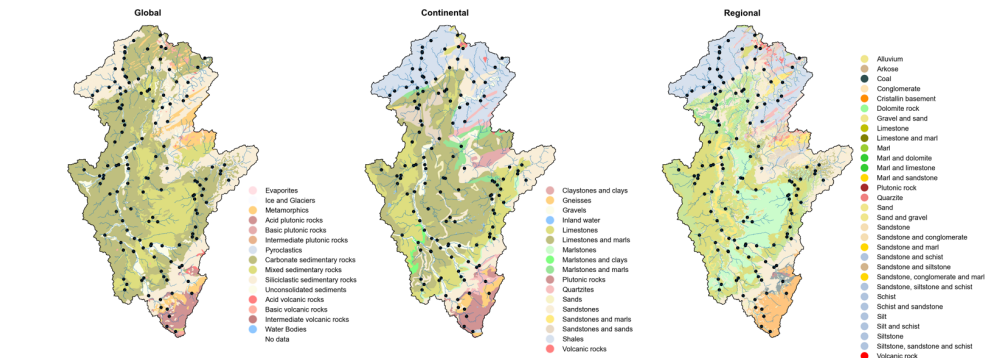 Global
Continental
Regional
Evaporites
Ice and Glaciers
Metamorphics
Acid plutonic rocks
Basic plutonic rocks
Intermediate plutonic rocks
Pyroclastics
Carbonate sedimentary rocks
Mixed sedimentary rocks
Siliciclastic sedimentary rocks
Unconsolidated sediments
Acid volcanic rocks
Basic volcanic rocks
Intermediate volcanic rocks
Water Bodies
No data
Claystones and clays
Gneisses
Gravels
Inland water
Limestones
Limestones and marls
Marlstones
Marlstones and clays
Marlstones and marls
Plutonic rocks
Quartzites
Sands
Sandstones
Sandstones and marls
Sandstones and sands
Shales
Volcanic rocks
Alluvium
Arkose
Coal
Conglomerate
Cristallin basement
Dolomite rock
Gravel and sand
Limestone
Limestone and marl
Marl
Marl and dolomite
Marl and limestone
Marl and sandstone
Plutonic rock
Quarzite
Sand
Sand and gravel
Sandstone
Sandstone and conglomerate
Sandstone and marl
Sandstone and schist
Sandstone and siltstone
Sandstone, conglomerate and marl
Sandstone, siltstone and schist
Schist
Schist and sandstone
Silt
Silt and schist
Siltstone
Siltstone, sandstone and schist
Volcanic rock